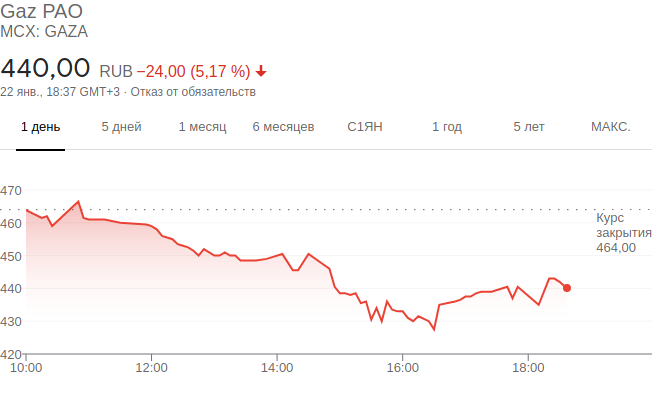 Gaz PAO
MCX: GAZA
440,00 RUB −24,00 (5,17 %)
22 янв., 18:37 GMT+3 · Отказ от обязательств
1 день 5 дней 1 месяц 6 месяцев С1ЯН 1 год 5 лет МАКС.
470
460
450
440
430
420
Курс
закрытия
464,00
10:00 12:00 14:00 16:00 18:00